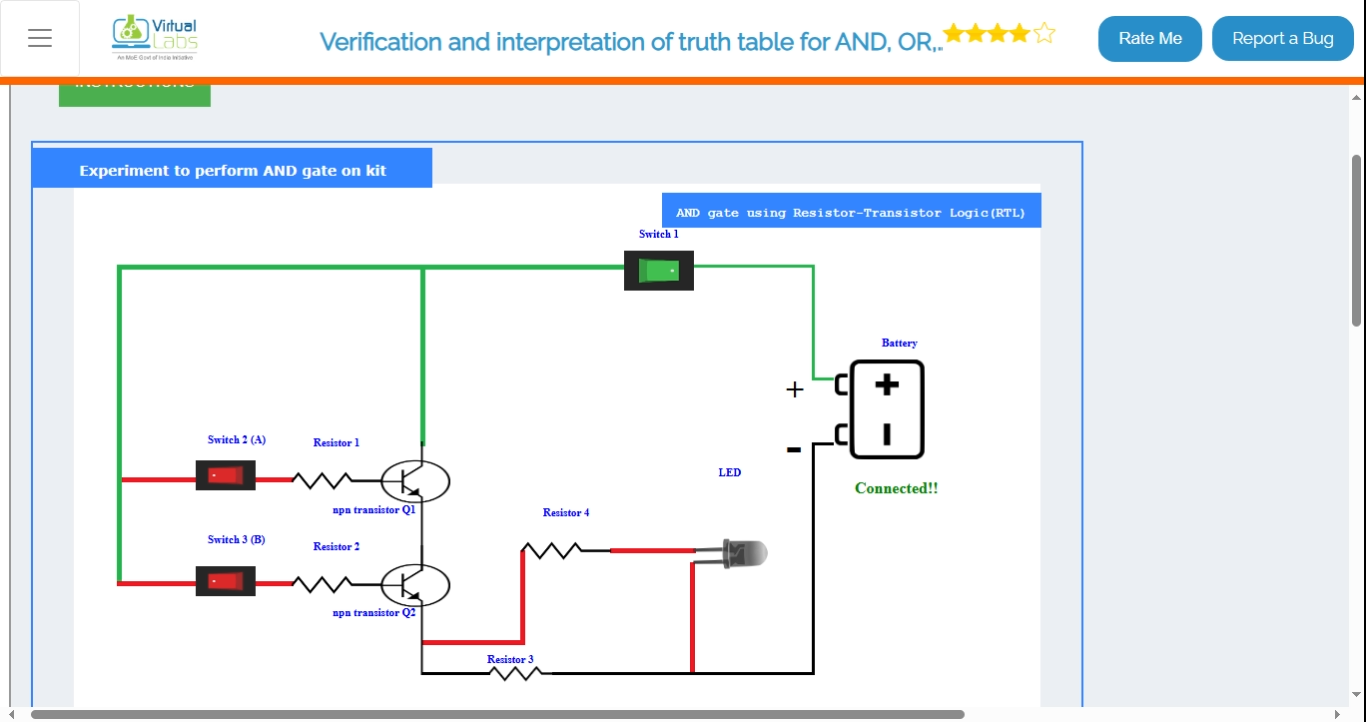 Virtual
Labs
An MoE Govt of India Initiative
Verification and interpretation of truth table for AND, OR,..
Rate Me
Report a Bug
INSTRUCTIONS
Experiment to perform AND gate on kit
AND gate using Resistor-Transistor Logic(RTL)
Switch 1
Battery
+
+
-
Switch 2 (A)
Resistor 1
LED
Connected!!
npn transistor Q1
Resistor 4
Switch 3 (B)
Resistor 2
npn transistor Q2
Resistor 3